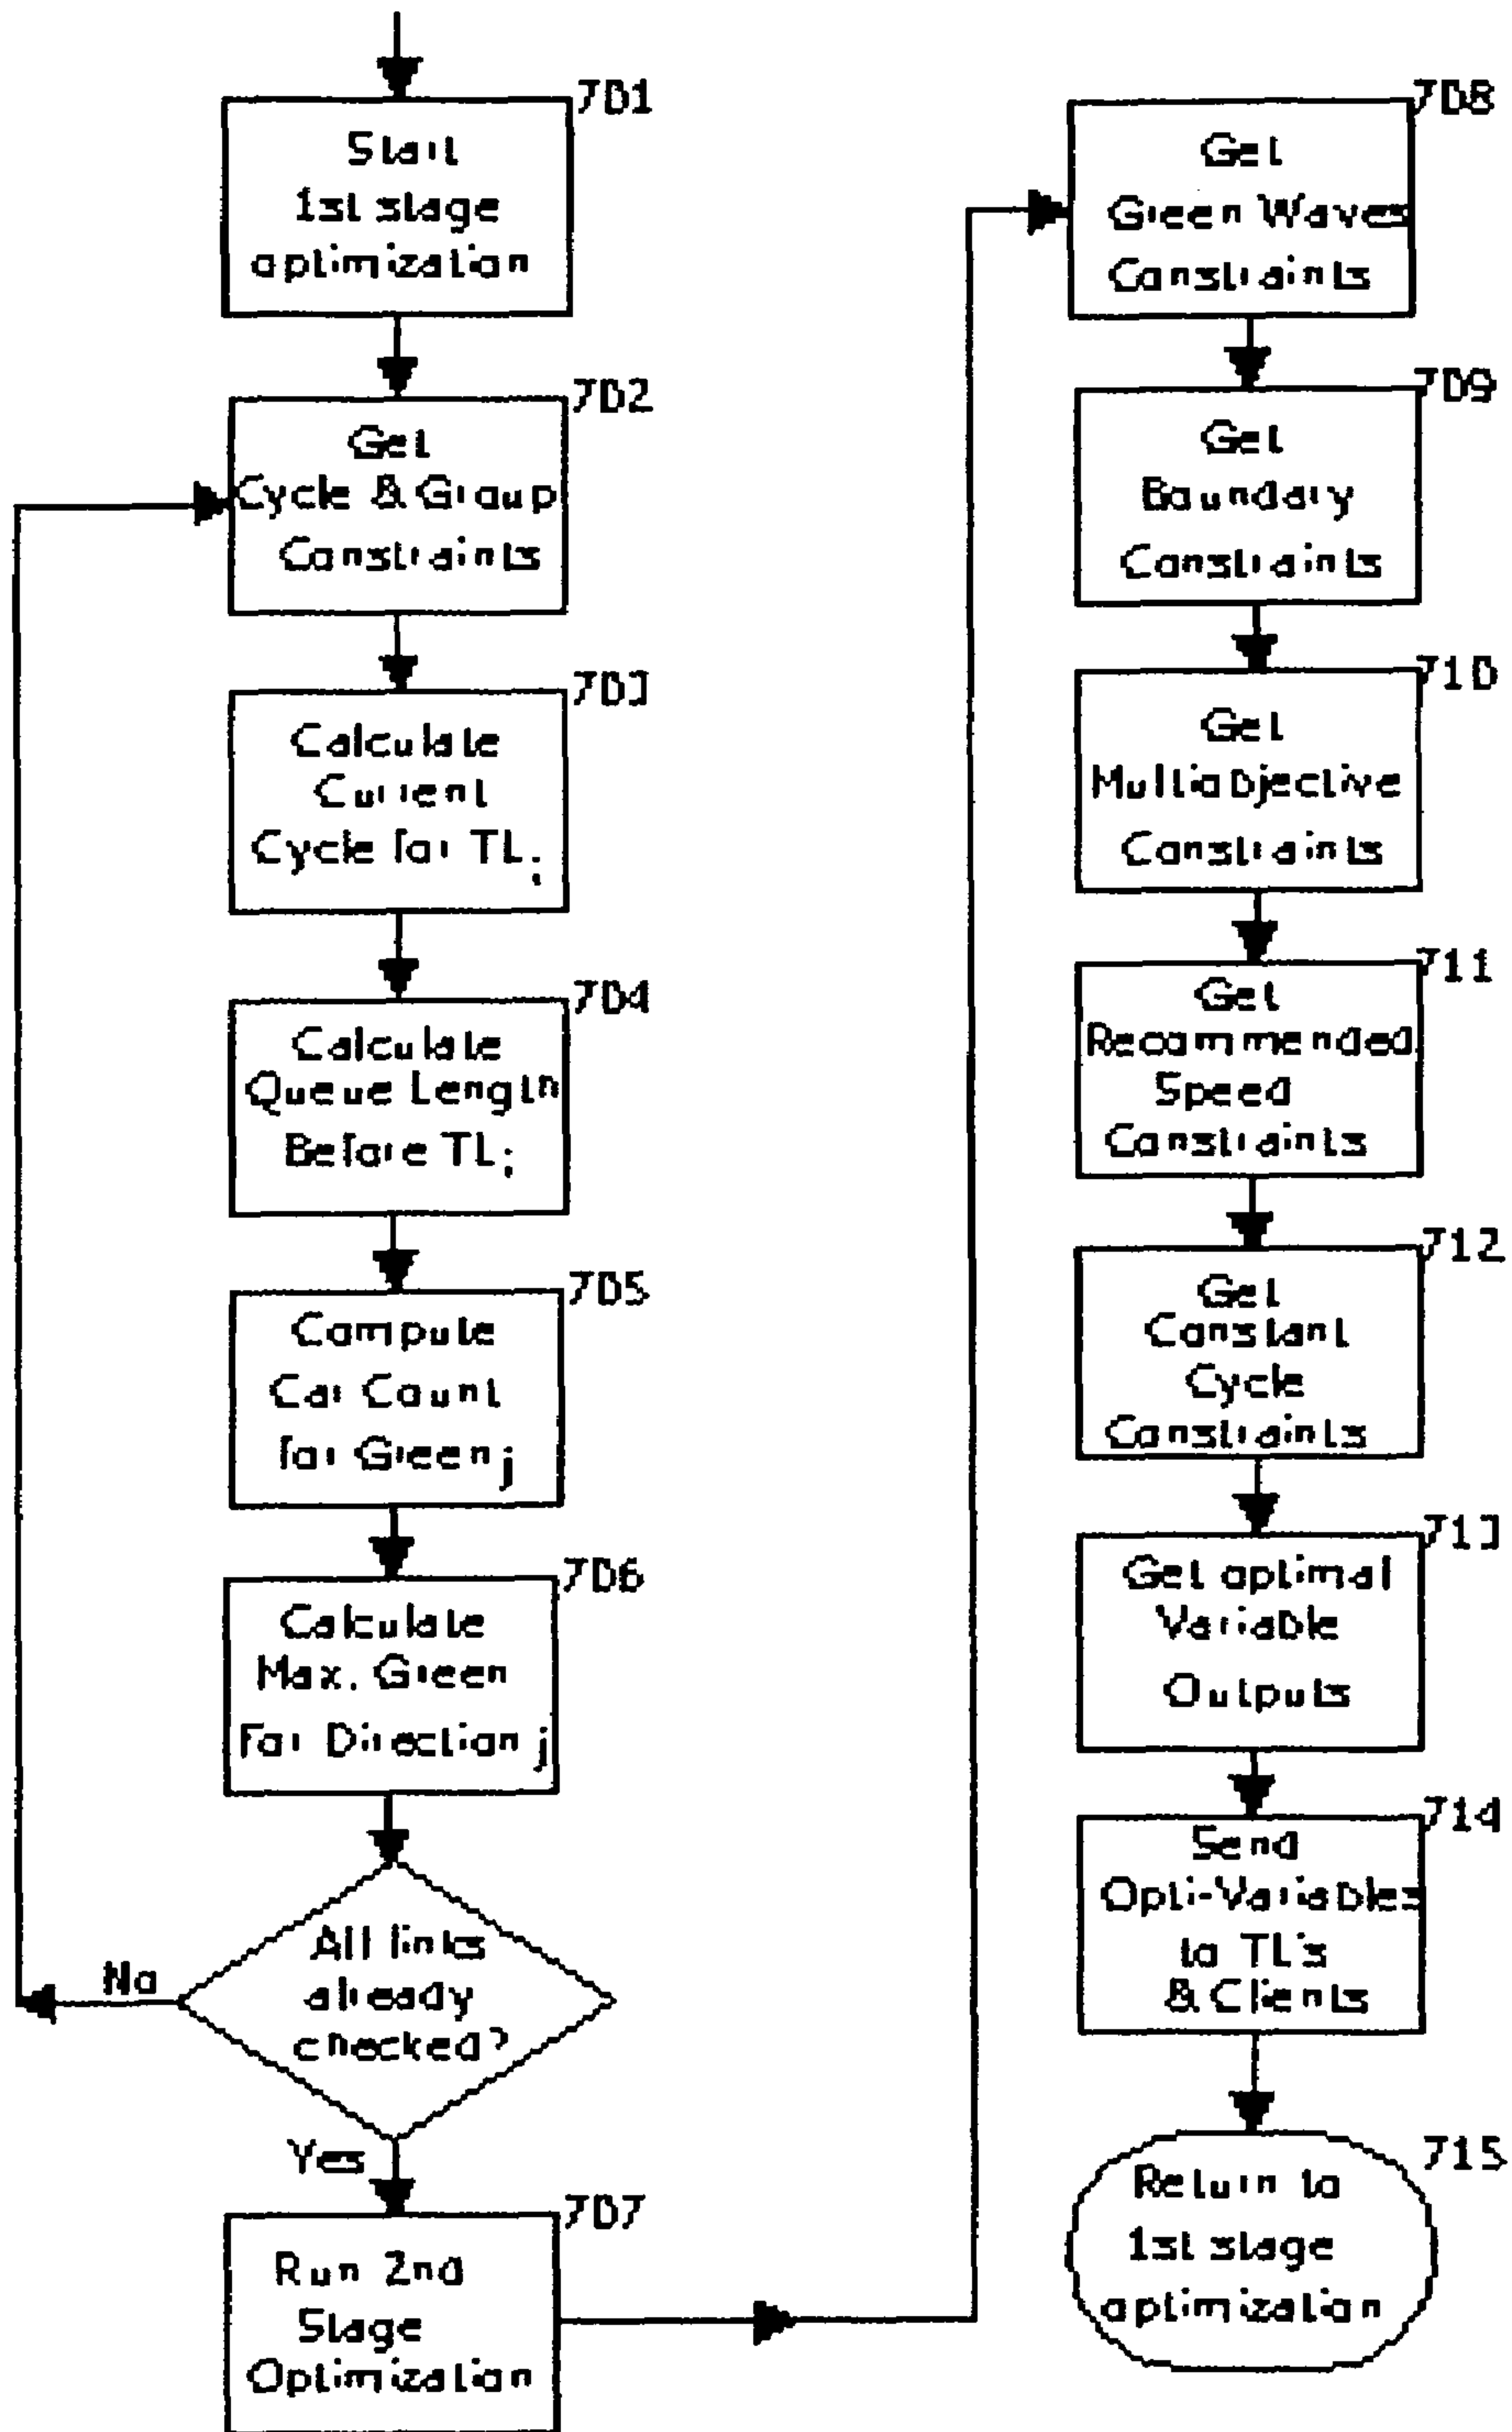 701
Start
1st stage
optimization
702
Get
Cycle & Group
Constraints
703
Calculate
Current
Cycle for TLi
704
Calculate
Queue Length
Before TLi
705
Compute
Car Count
for Green j
706
Calculate
Max. Green
For Direction j
All links
already
checked?
No
Yes
707
Run 2nd
Stage
Optimization
708
Get
Green Waves
Constraints
709
Get
Boundary
Constraints
710
Get
Multiobjective
Constraints
711
Get
Recommended
Speed
Constraints
712
Get
Constant
Cycle
Constraints
713
Get optimal
Variable
Outputs
714
Send
Opti-Variables
to TL's
& Clients
715
Return to
1st stage
optimization